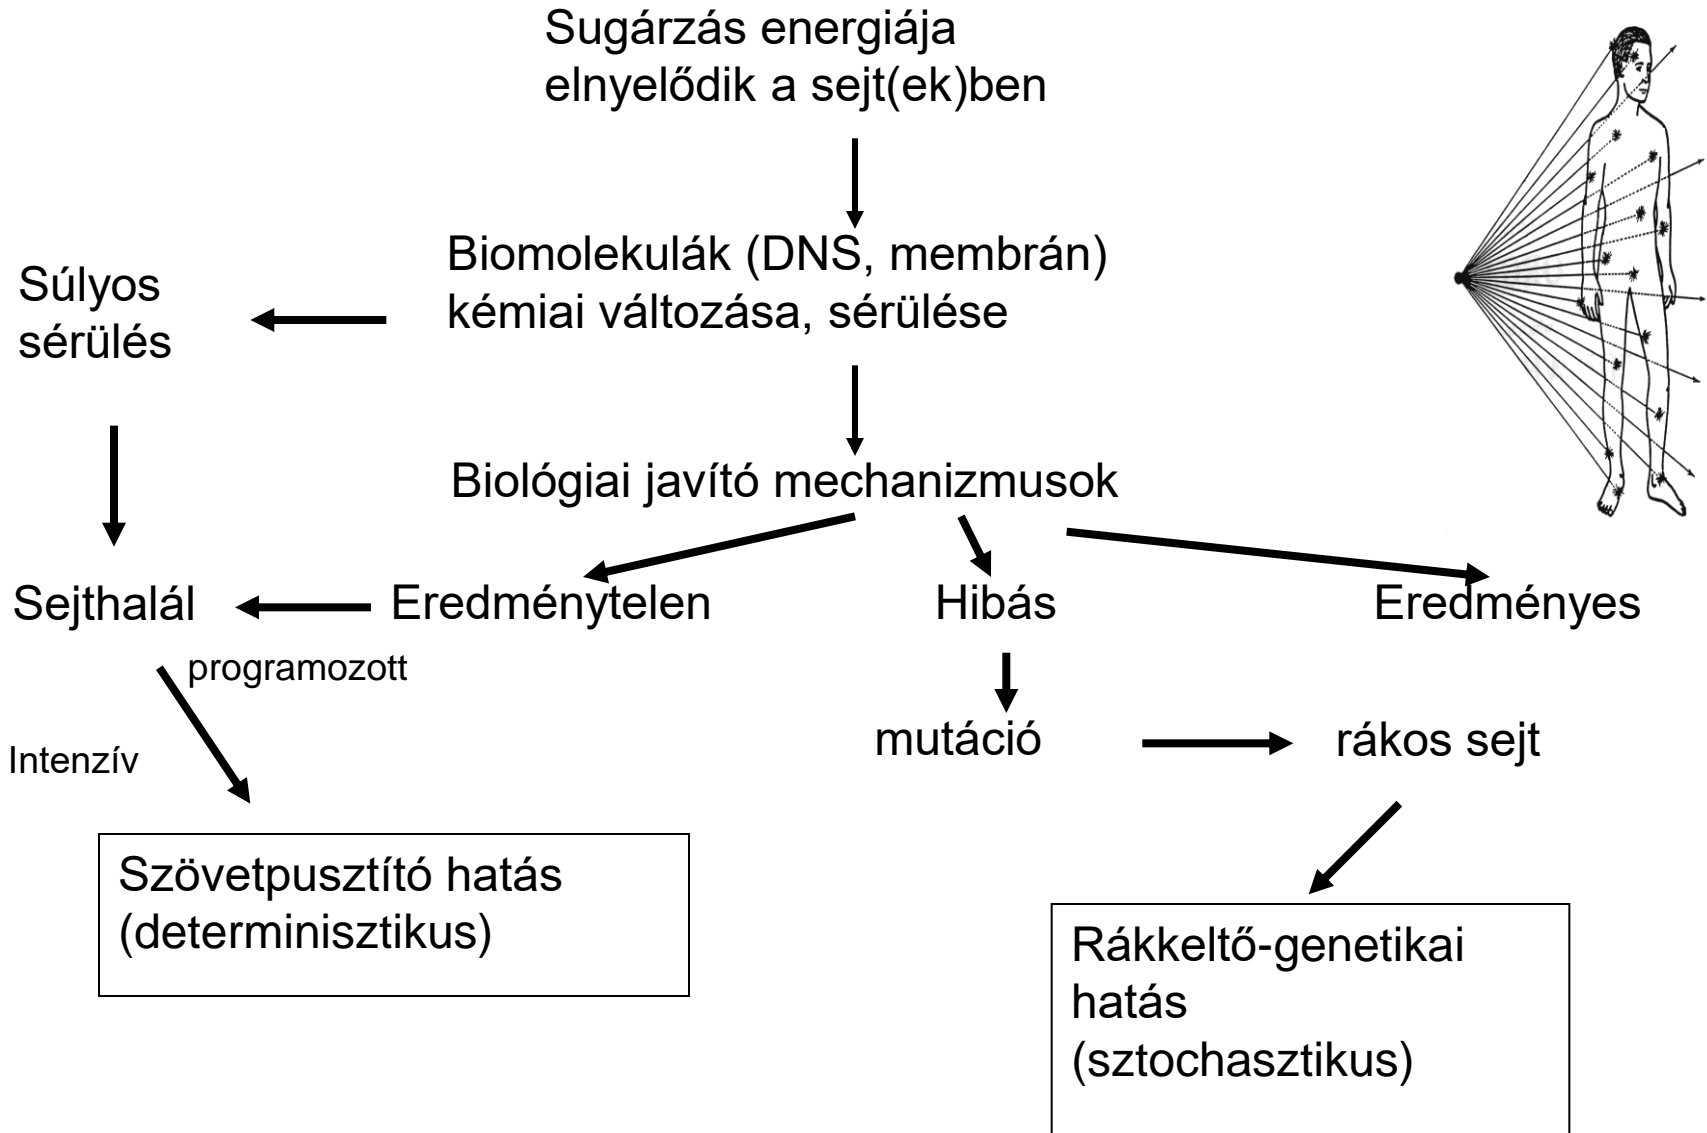 Sugárzás energiája
elnyelődik a sejt(ek)ben
Biomolekulák (DNS, membrán)
kémiai változása, sérülése
Súlyos
sérülés
Biológiai javító mechanizmusok
Sejthalál
Eredménytelen
Hibás
Eredményes
programozott
mutáció
rákos sejt
Intenzív
Szövetpusztító hatás
(determinisztikus)
Rákkeltő-genetikai
hatás
(sztochasztikus)